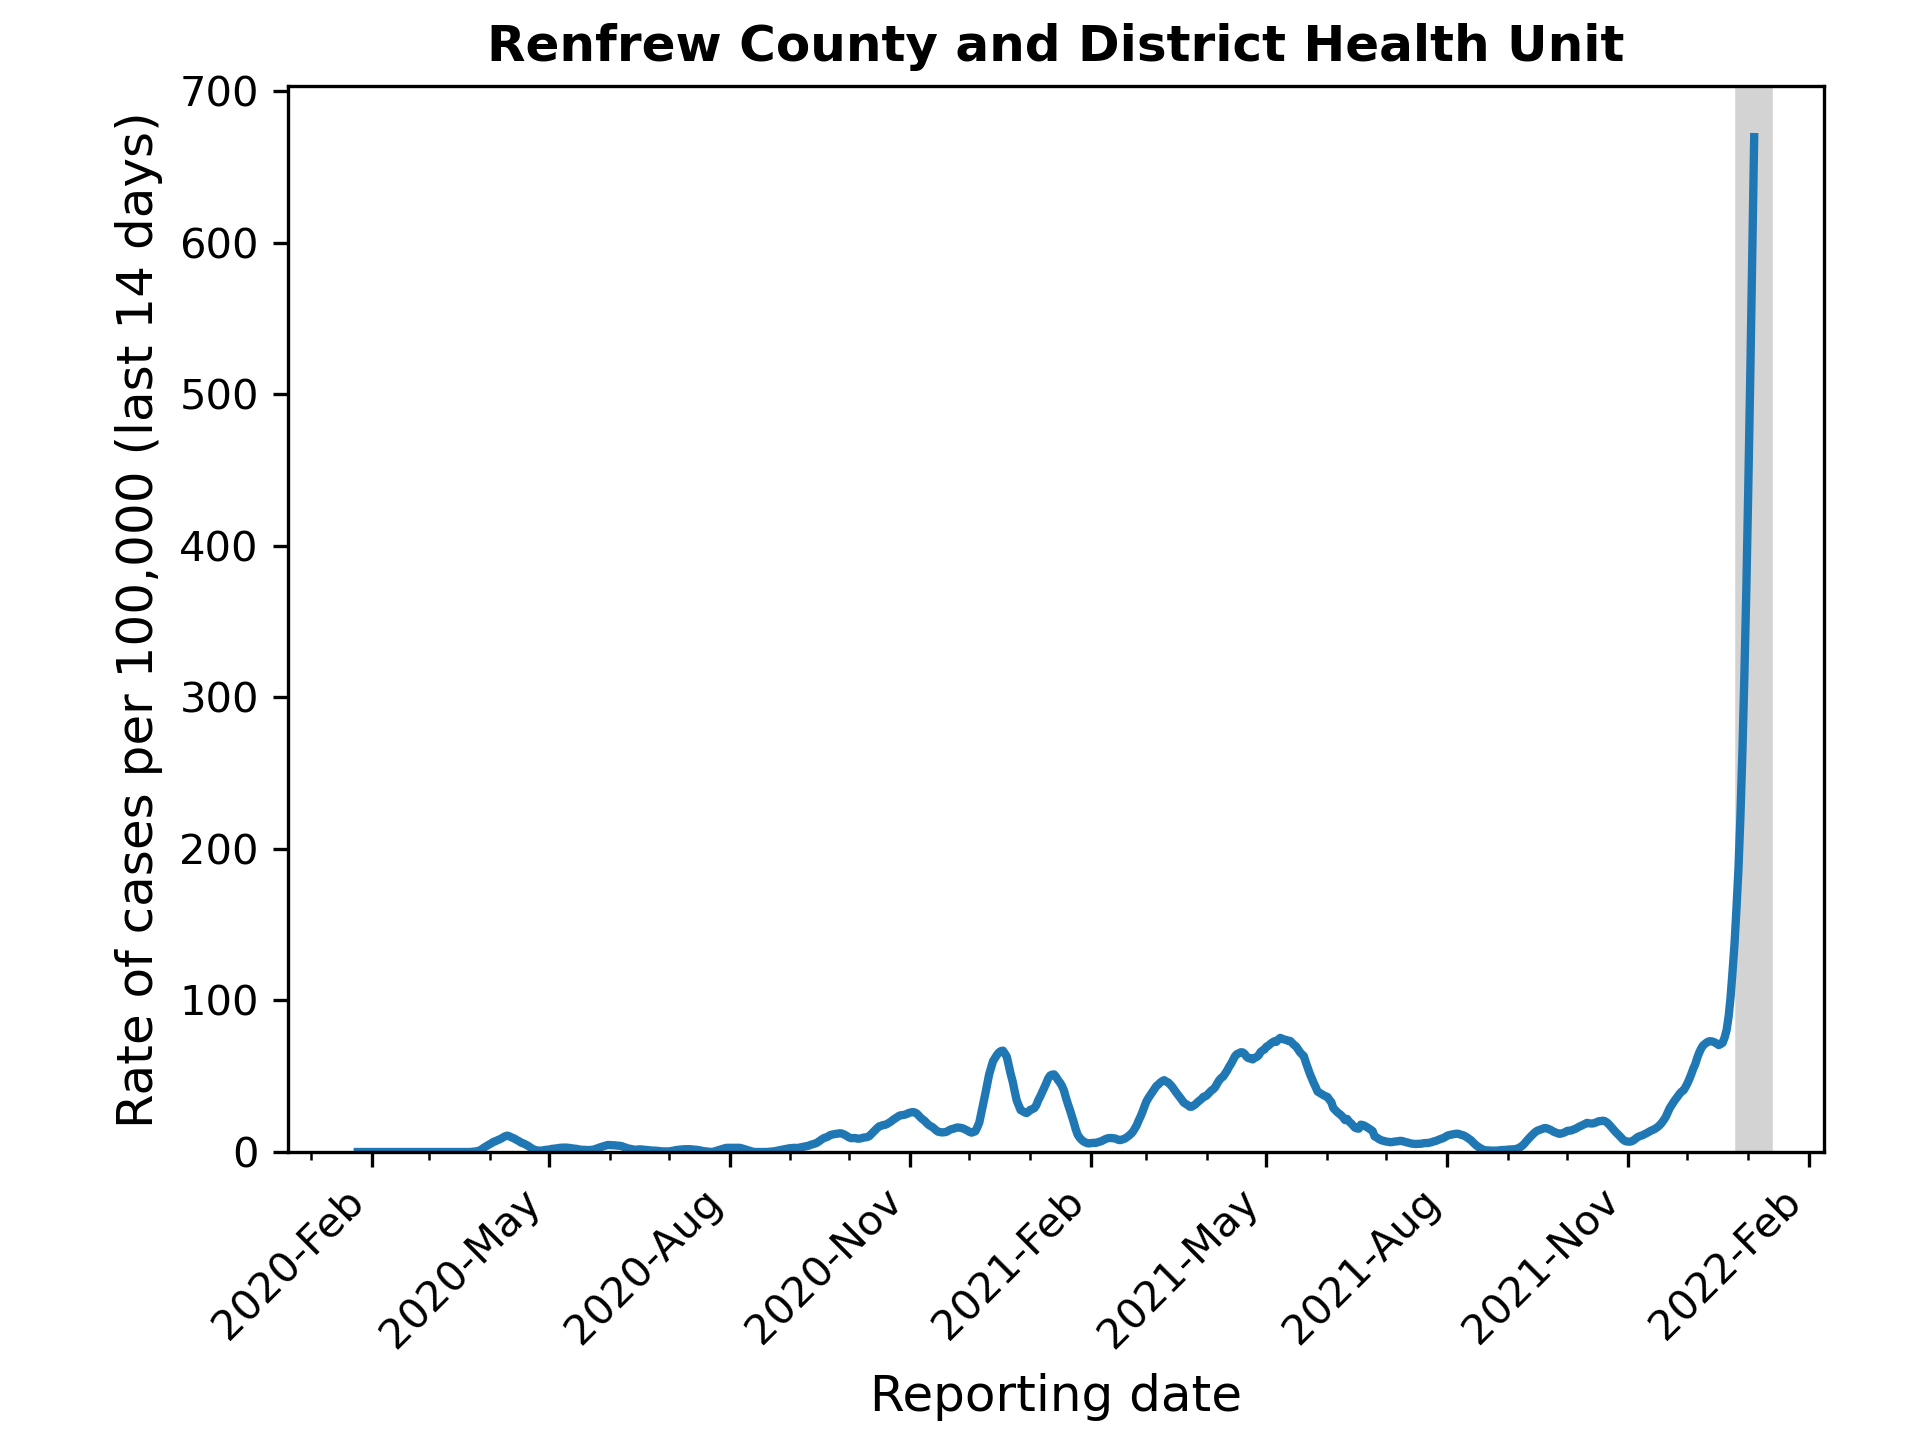 Renfrew County and District Health Unit
Rate of cases per 100,000 (last 14 days)
700
600
500
400
300
200
100
0
2020-Feb
2020-May
2020-Aug
2020-Nov
2021-Feb
2021-May
2021-Aug
2021-Nov
2022-Feb
Reporting date